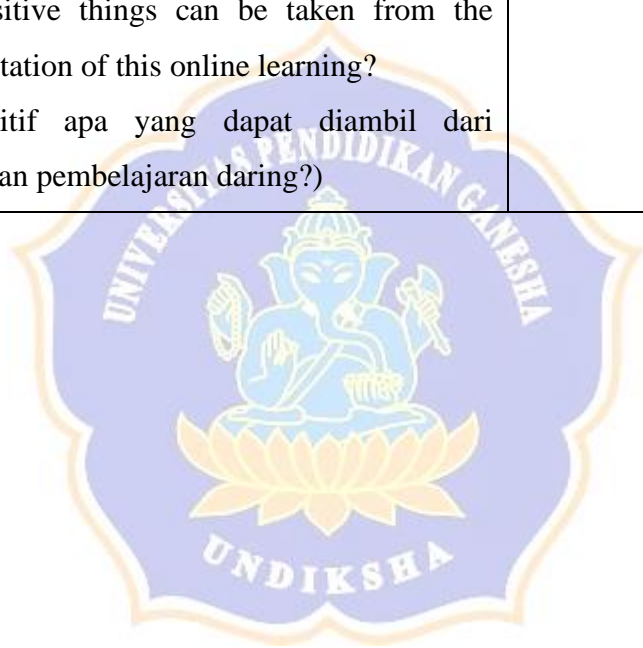 sitive things can be taken from the
tation of this online learning?
itif apa yang dapat diambil dari
an pembelajaran daring?)
UNIVERSITAS PENDIDIKAN GANESHA
UNDIKSHA